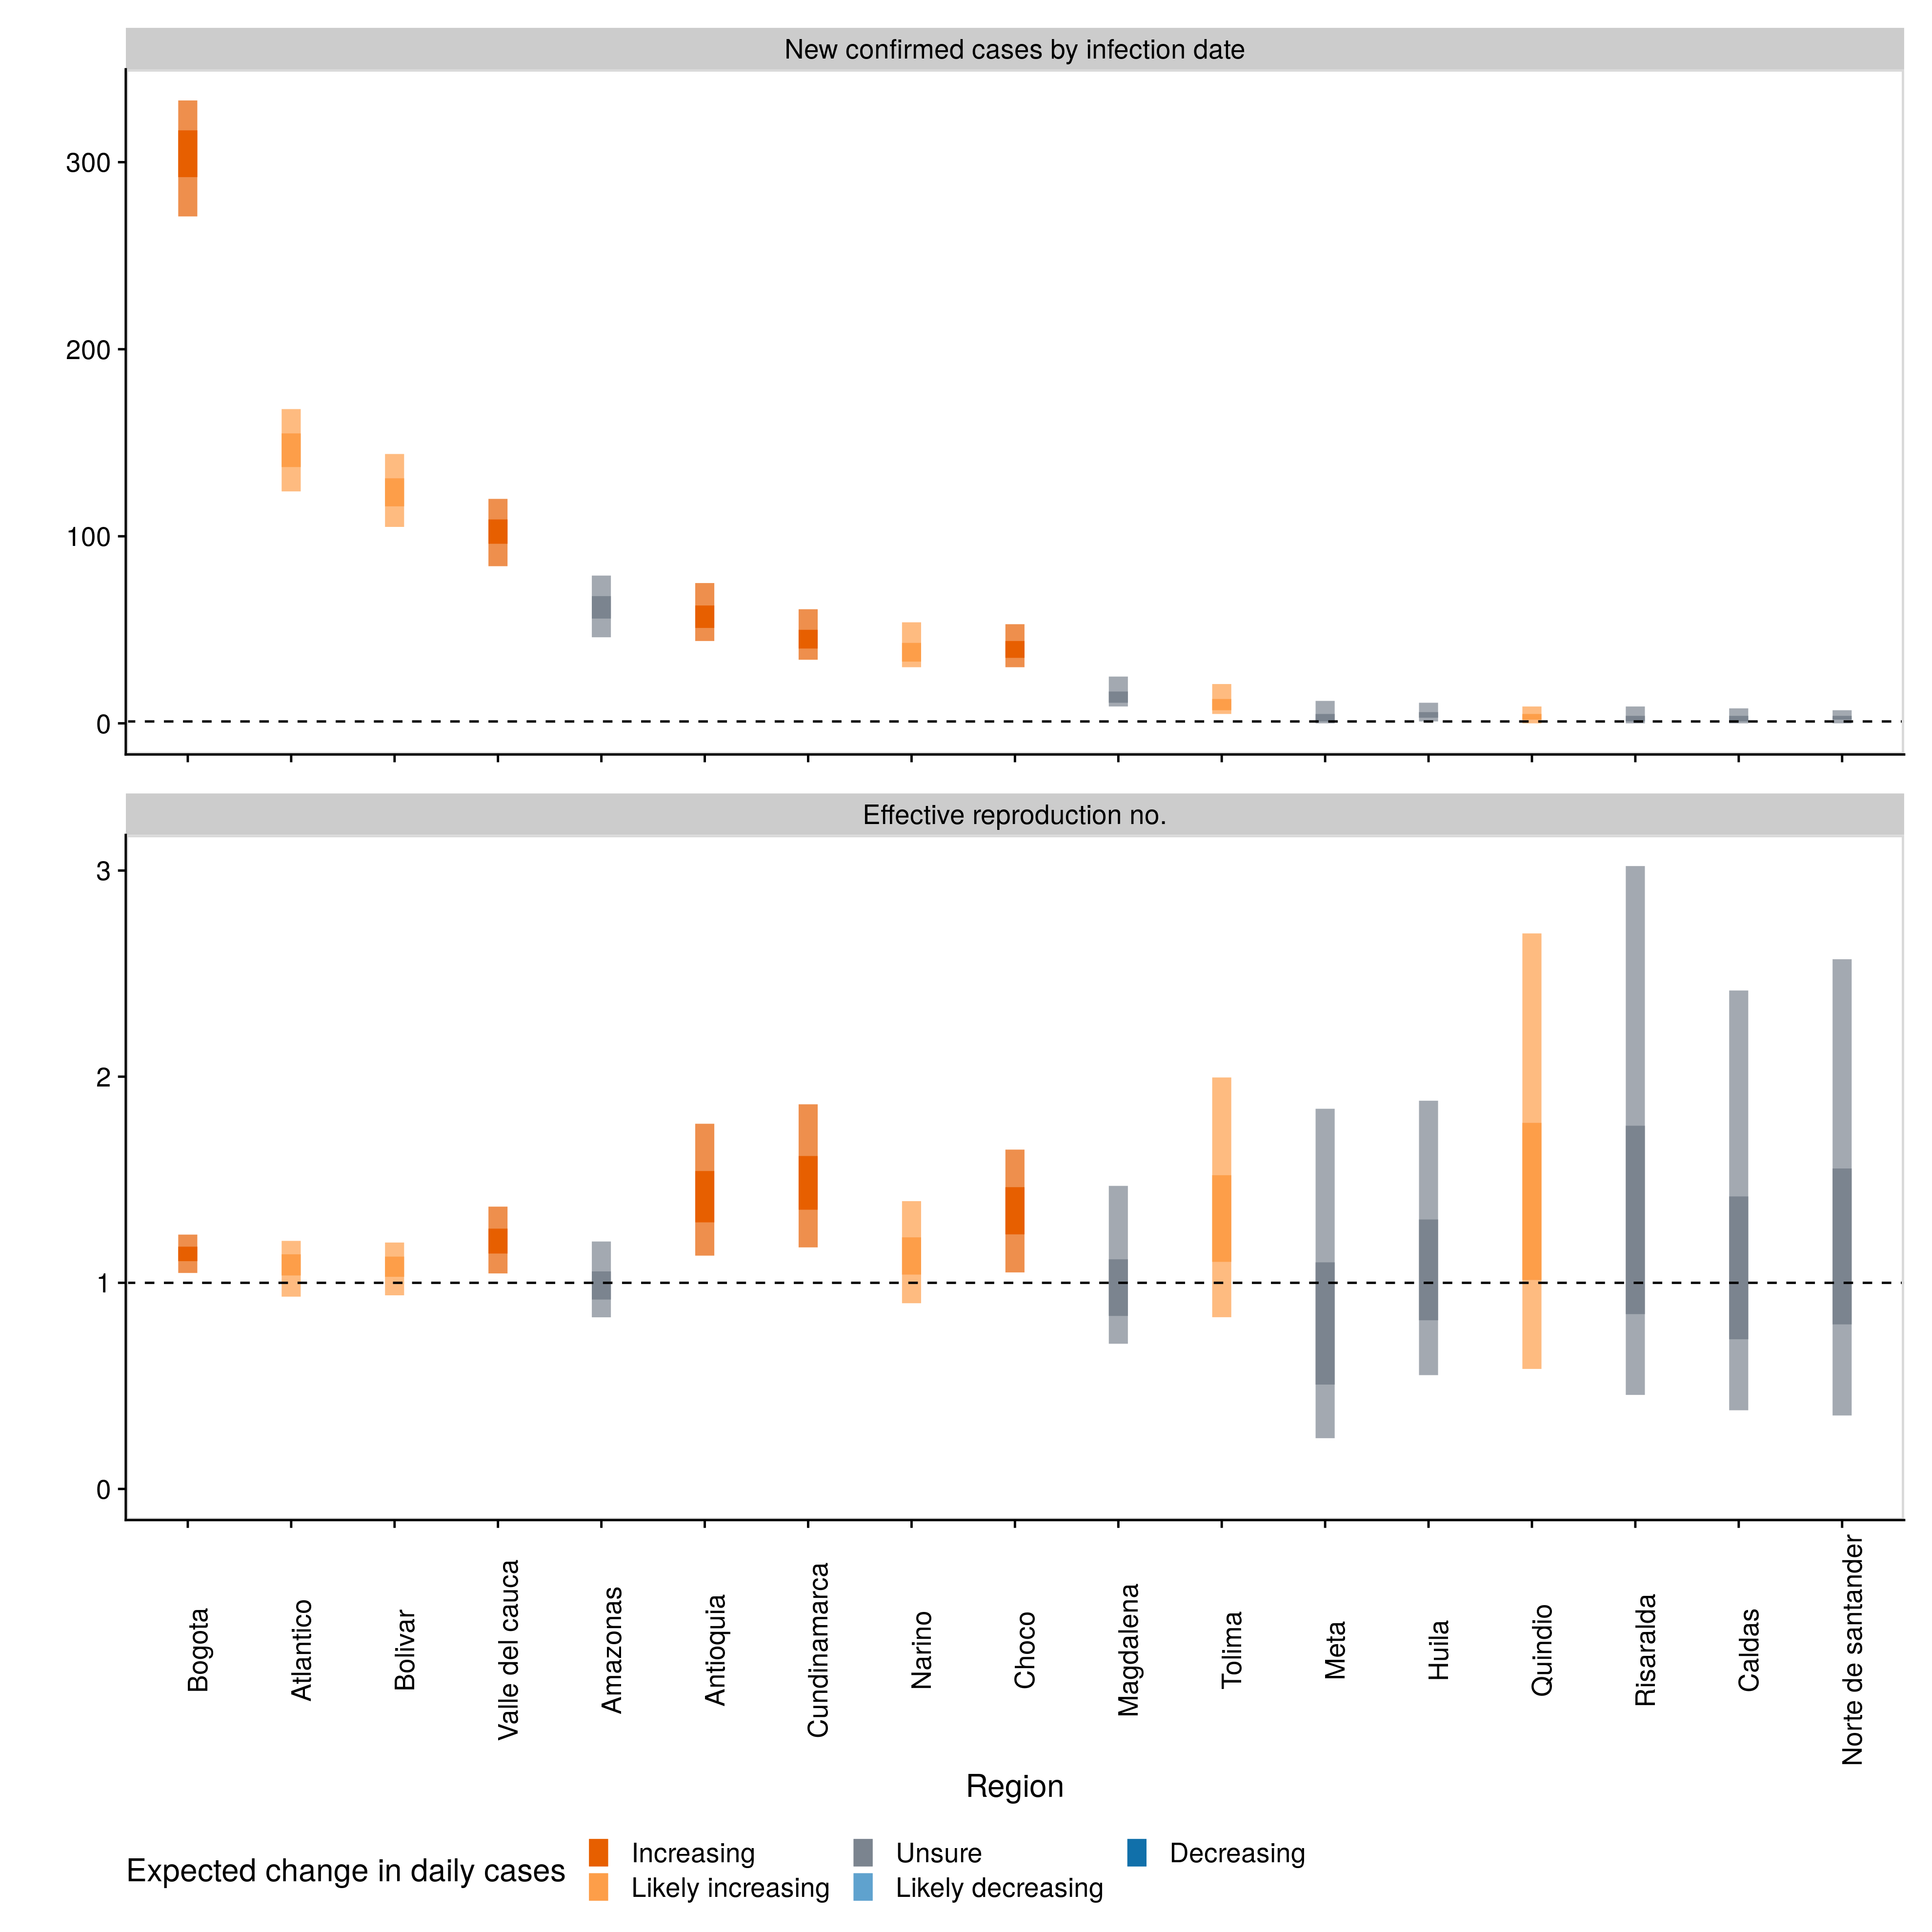 New confirmed cases by infection date
300
200
100
0
Effective reproduction no.
3
2
1
0
Bogota
Atlantico
Bolivar
Valle del cauca
Amazonas
Antioquia
Cundinamarca
Narino
Choco
Magdalena
Tolima
Meta
Huila
Quindio
Risaralda
Caldas
Norte de santander
Region
Expected change in daily cases
Increasing
Likely increasing
Unsure
Likely decreasing
Decreasing